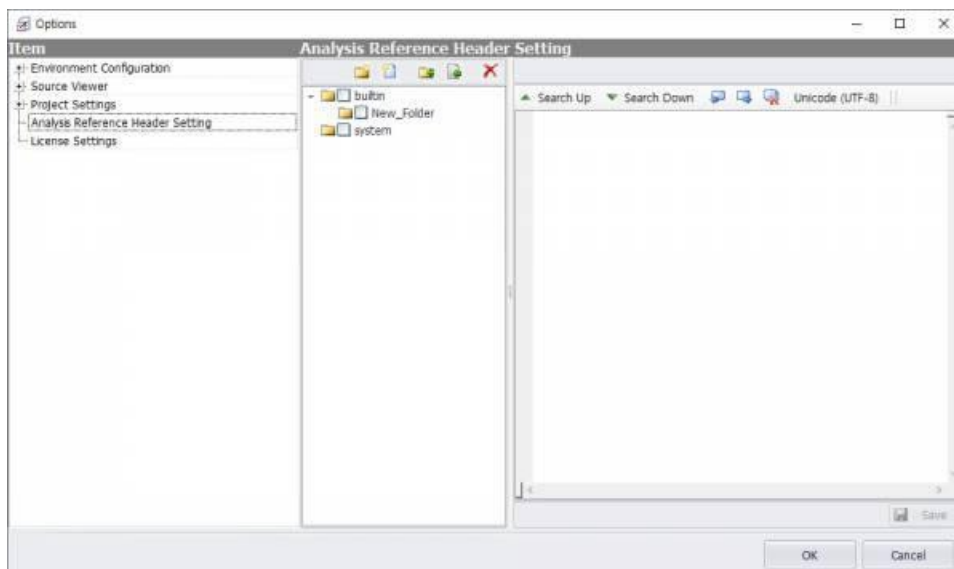 Options
Item
Analysis Reference Header Setting
Environment Configuration
Source Viewer
Project Settings
Analysis Reference Header Setting
License Settings
builtin
New_Folder
system
Search Up Search Down Unicode (UTF-8)
Save
OK Cancel